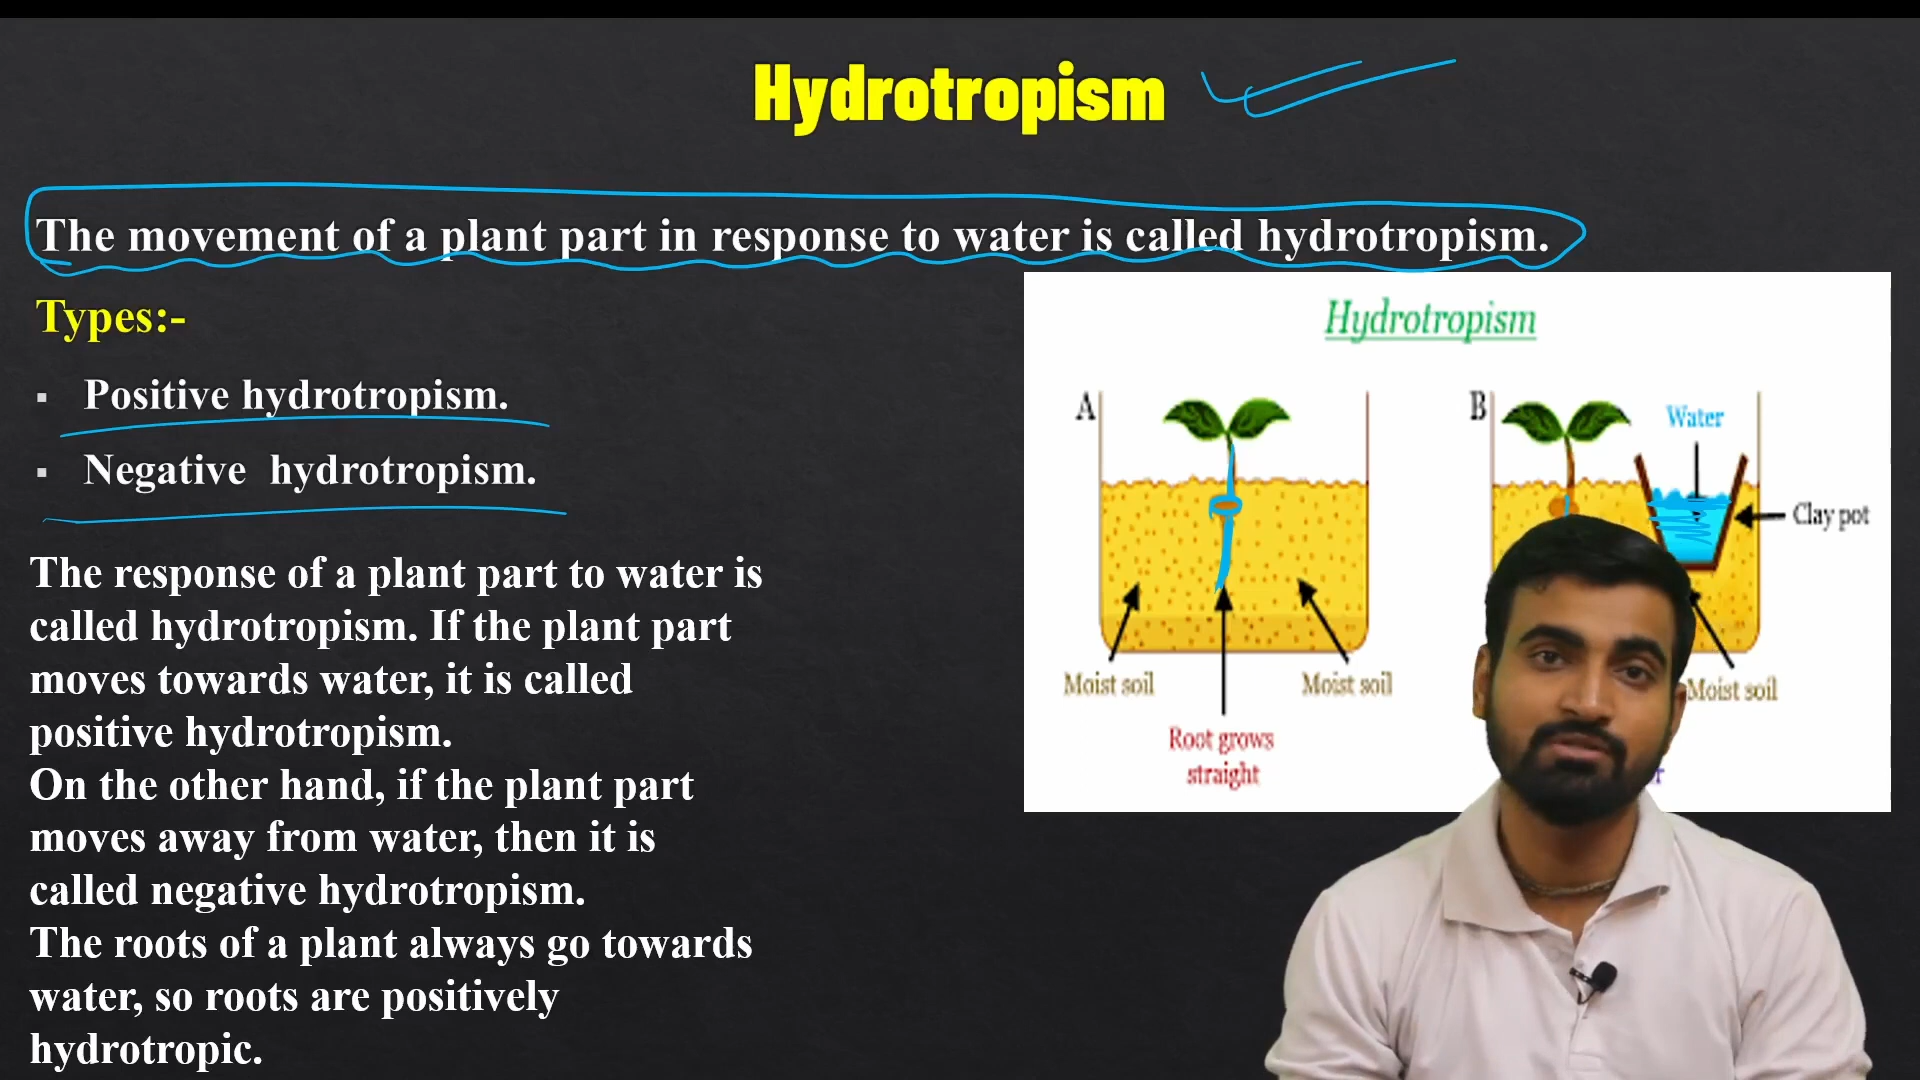 Hydrotropism
The movement of a plant part in response to water is called hydrotropism.
Types:-
▪ Positive hydrotropism.
▪ Negative hydrotropism.
The response of a plant part to water is
called hydrotropism. If the plant part
moves towards water, it is called
positive hydrotropism.
On the other hand, if the plant part
moves away from water, then it is
called negative hydrotropism.
The roots of a plant always go towards
water, so roots are positively
hydrotropic.
Hydrotropism
A
B
Water
Clay pot
Moist soil
Moist soil
Moist soil
Root grows
straight